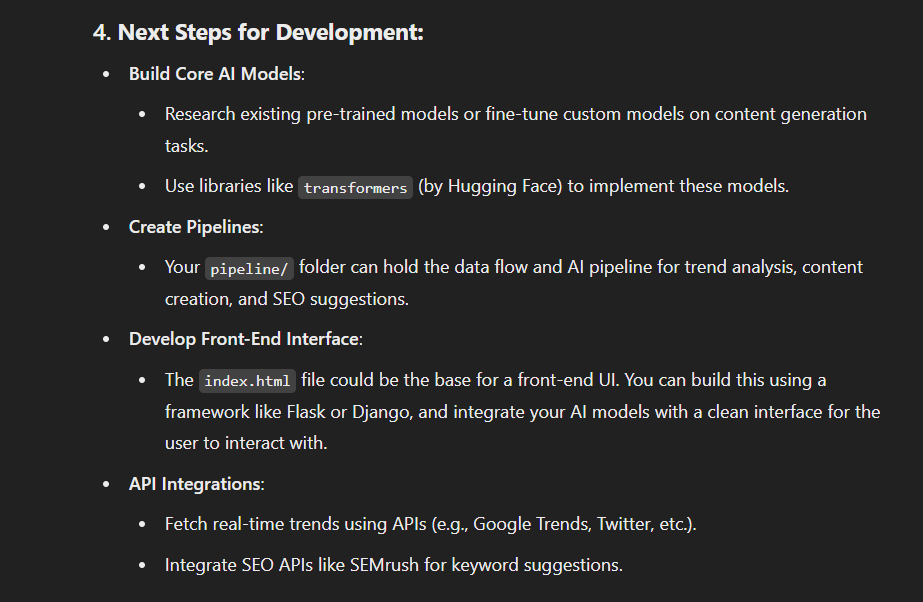 4. Next Steps for Development:
• Build Core AI Models:
• Research existing pre-trained models or fine-tune custom models on content generation
tasks.
• Use libraries like transformers (by Hugging Face) to implement these models.
• Create Pipelines:
• Your pipeline/ folder can hold the data flow and AI pipeline for trend analysis, content
creation, and SEO suggestions.
• Develop Front-End Interface:
• The index.html file could be the base for a front-end UI. You can build this using a
framework like Flask or Django, and integrate your AI models with a clean interface for the
user to interact with.
• API Integrations:
• Fetch real-time trends using APIs (e.g., Google Trends, Twitter, etc.).
• Integrate SEO APIs like SEMrush for keyword suggestions.